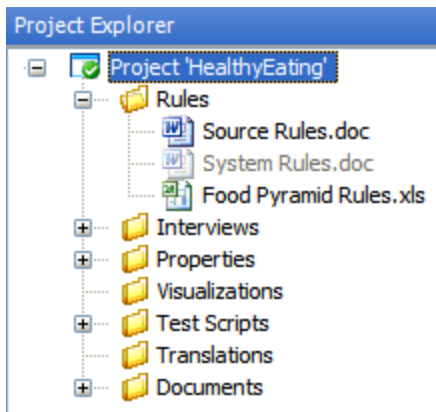 Project Explorer
Project 'HealthyEating'
Rules
Source Rules.doc
System Rules.doc
Food Pyramid Rules.xls
Interviews
Properties
Visualizations
Test Scripts
Translations
Documents